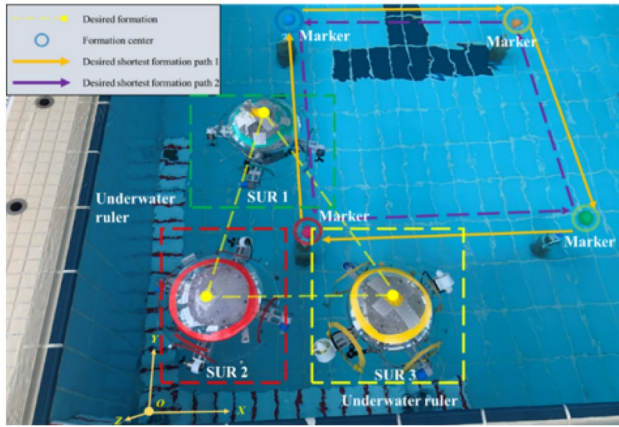 Desired formation
Formation center
Desired shortest formation path 1
Desired shortest formation path 2
Marker
Marker
SUR 1
Underwater
ruler
Marker
Marker
SUR 2
SUR 3
Underwater ruler
Y
O
X
Z